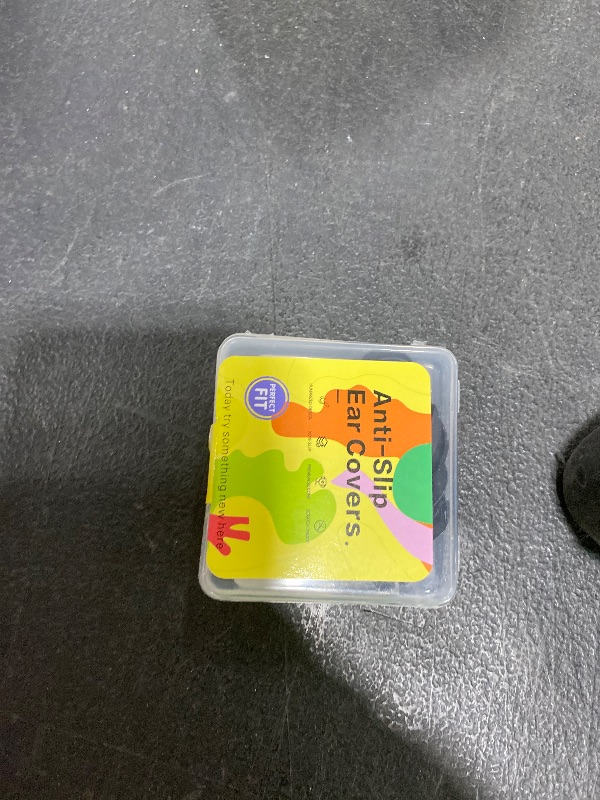 Anti-Slip
Ear Covers.
PERFECT
FIT
Today try something new here